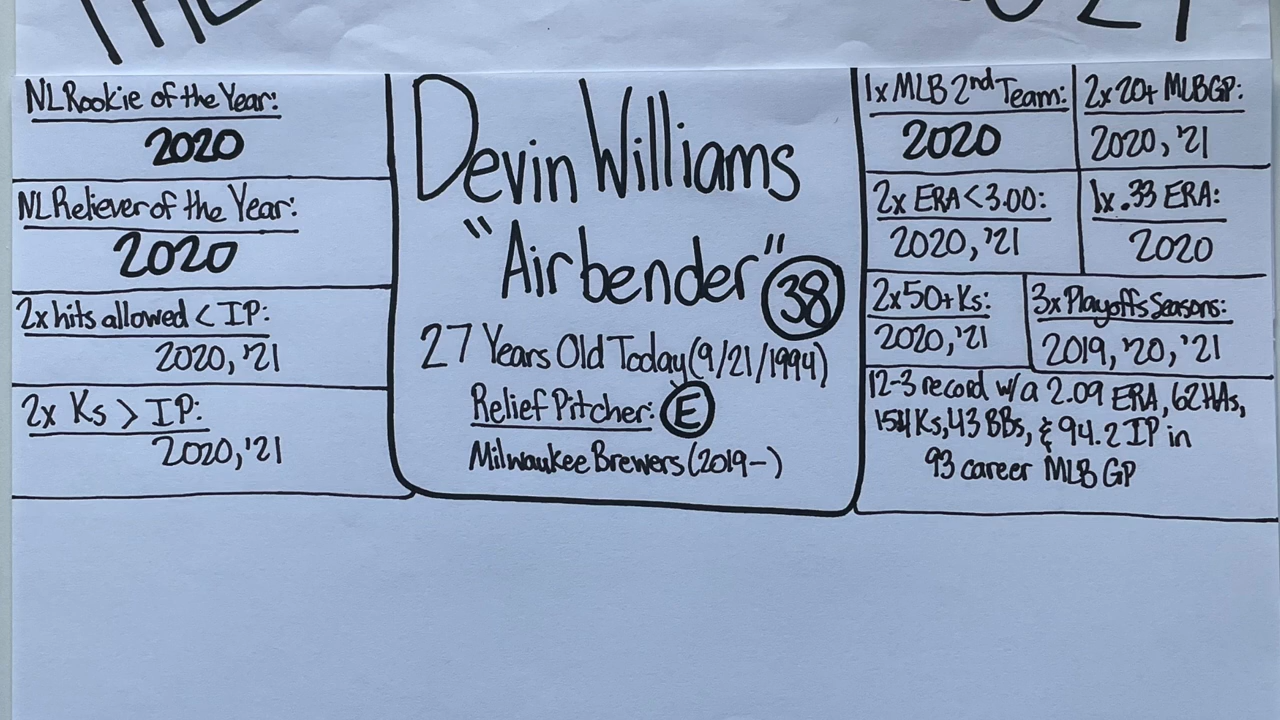 NL Rookie of the Year:
2020
NL Reliever of the Year:
2020
2x hits allowed < IP:
2020, '21
2x Ks > IP:
2020, '21
Devin Williams
"Airbender" 38
27 Years Old Today (9/21/1994)
Relief Pitcher: E
Milwaukee Brewers (2019-)
1x MLB 2nd Team:
2020
2x 20+ MLB GP:
2020, '21
2x ERA < 3.00:
2020, '21
1x .33 ERA:
2020
2x 50+ Ks:
2020, '21
3x Playoffs Seasons:
2019, '20, '21
12-3 record w/a 2.09 ERA, 62 HAs,
154 Ks, 43 BBs, & 94.2 IP in
93 career MLB GP